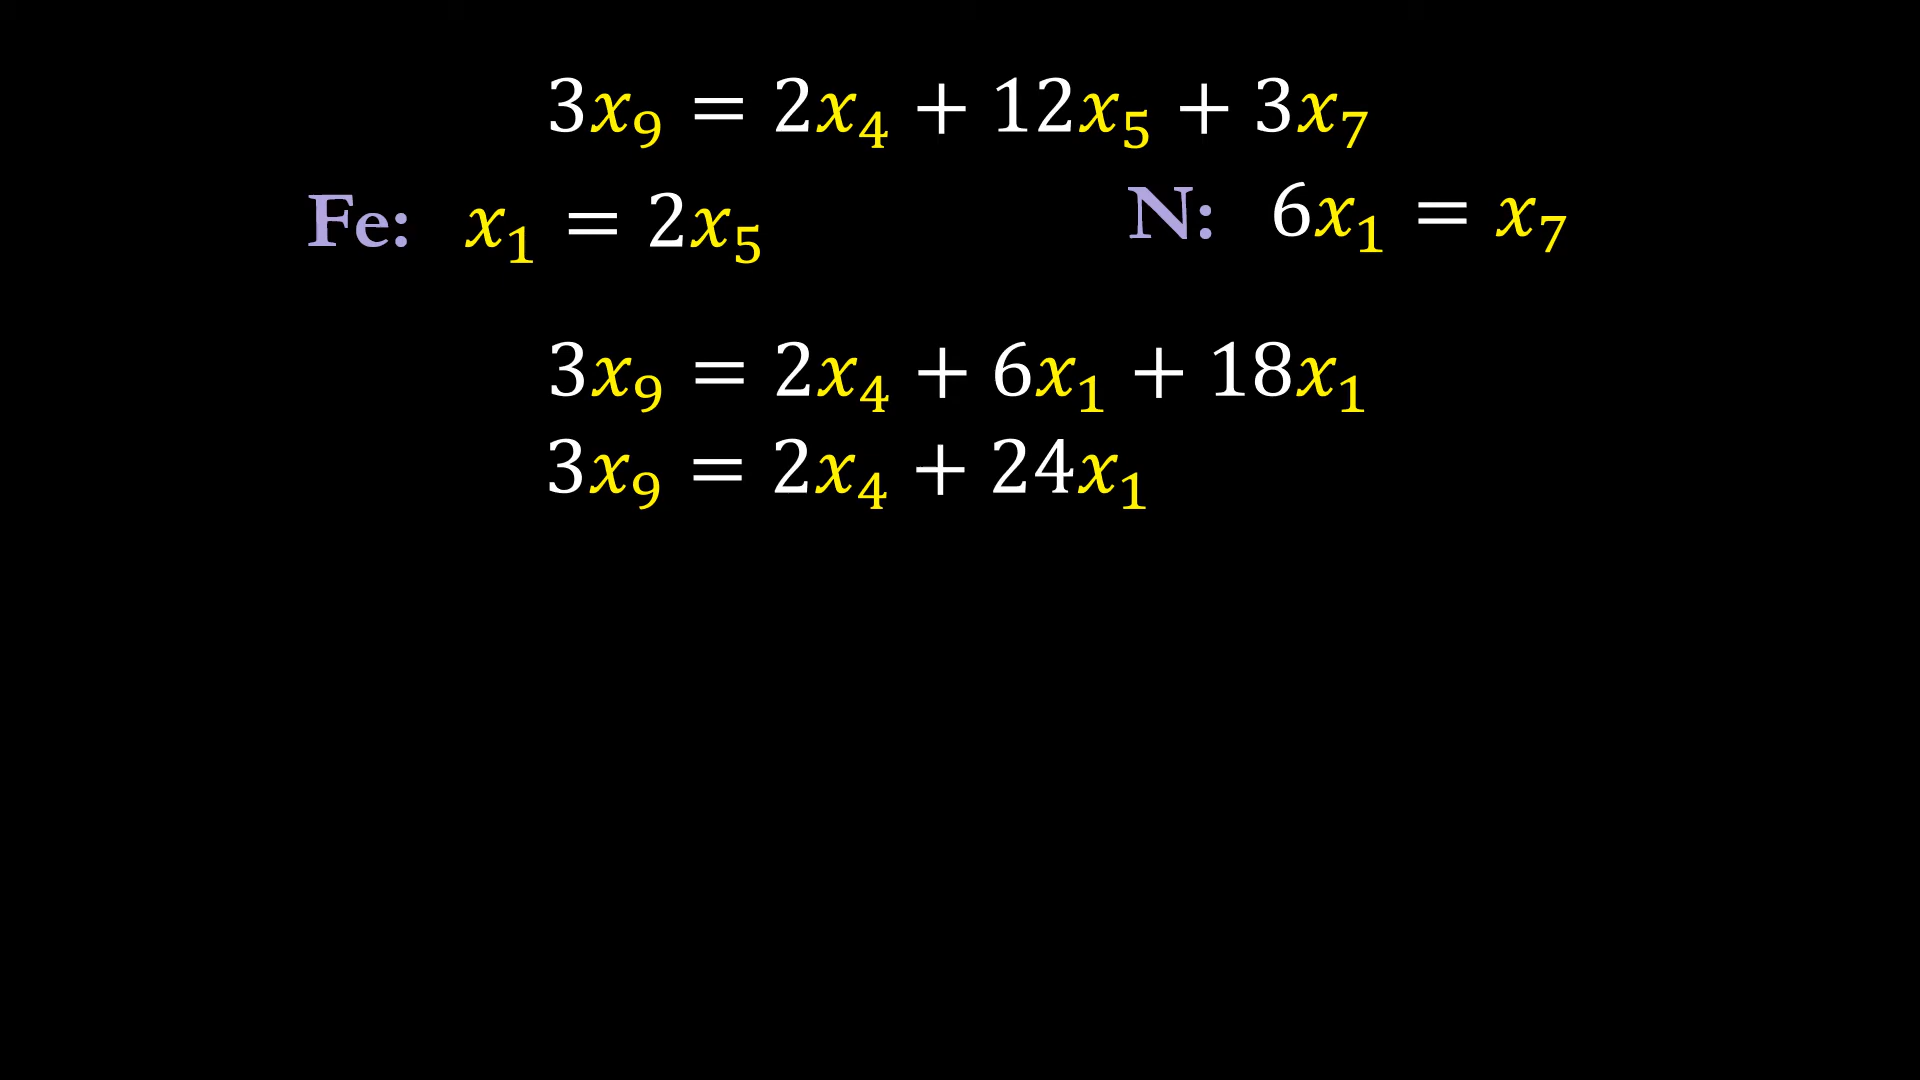 3x₉ = 2x₄ + 12x₅ + 3x₇
Fe: x₁ = 2x₅
N: 6x₁ = x₇
3x₉ = 2x₄ + 6x₁ + 18x₁
3x₉ = 2x₄ + 24x₁